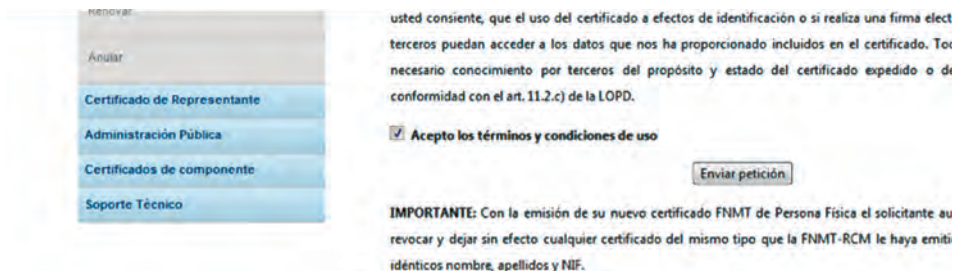 Renovar
Anular
Certificado de Representante
Administración Pública
Certificados de componente
Soporte Técnico
usted consiente, que el uso del certificado a efectos de identificación o si realiza una firma elect
terceros puedan acceder a los datos que nos ha proporcionado incluidos en el certificado. To
necesario conocimiento por terceros del propósito y estado del certificado expedido o d
conformidad con el art. 11.2.c) de la LOPD.
Acepto los términos y condiciones de uso
Enviar petición
IMPORTANTE: Con la emisión de su nuevo certificado FNMT de Persona Física el solicitante au
revocar y dejar sin efecto cualquier certificado del mismo tipo que la FNMT-RCM le haya emiti
idénticos nombre, apellidos y NIF.